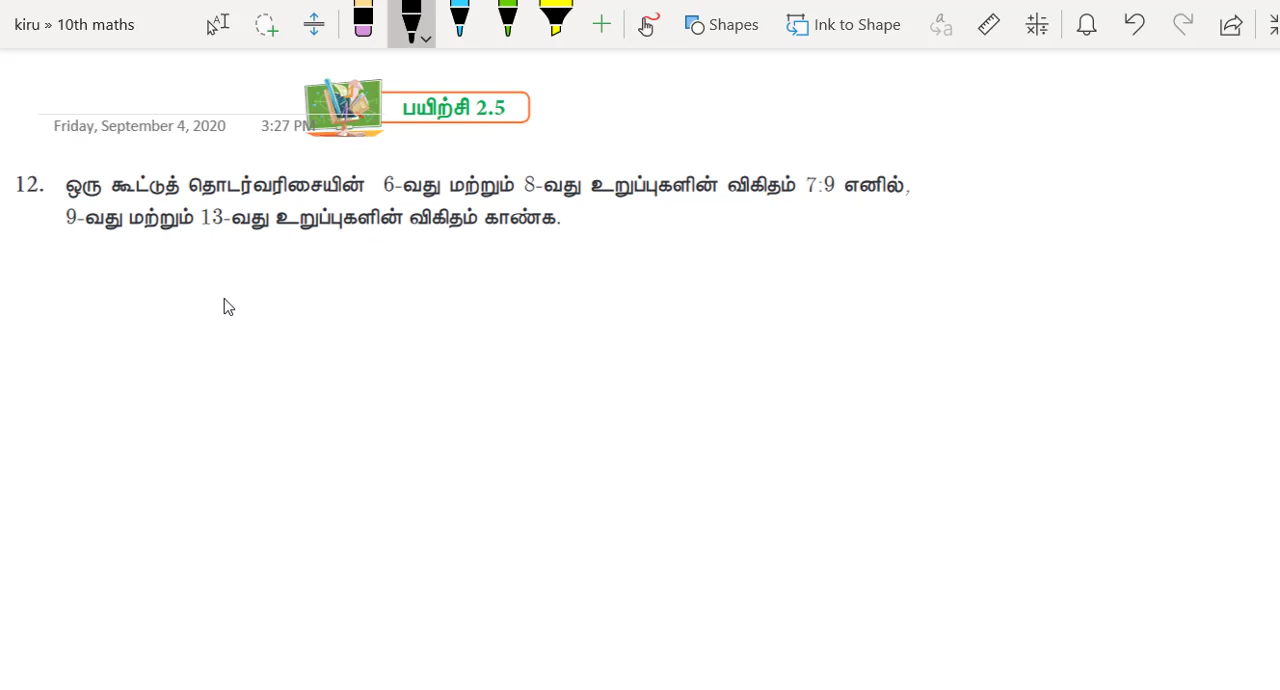 kiru » 10th maths
Shapes
Ink to Shape
பயிற்சி 2.5
Friday, September 4, 2020 3:27 PM
12. ஒரு கூட்டுத் தொடர்வரிசையின் 6-வது மற்றும் 8-வது உறுப்புகளின் விகிதம் 7:9 எனில்,
9-வது மற்றும் 13-வது உறுப்புகளின் விகிதம் காண்க.